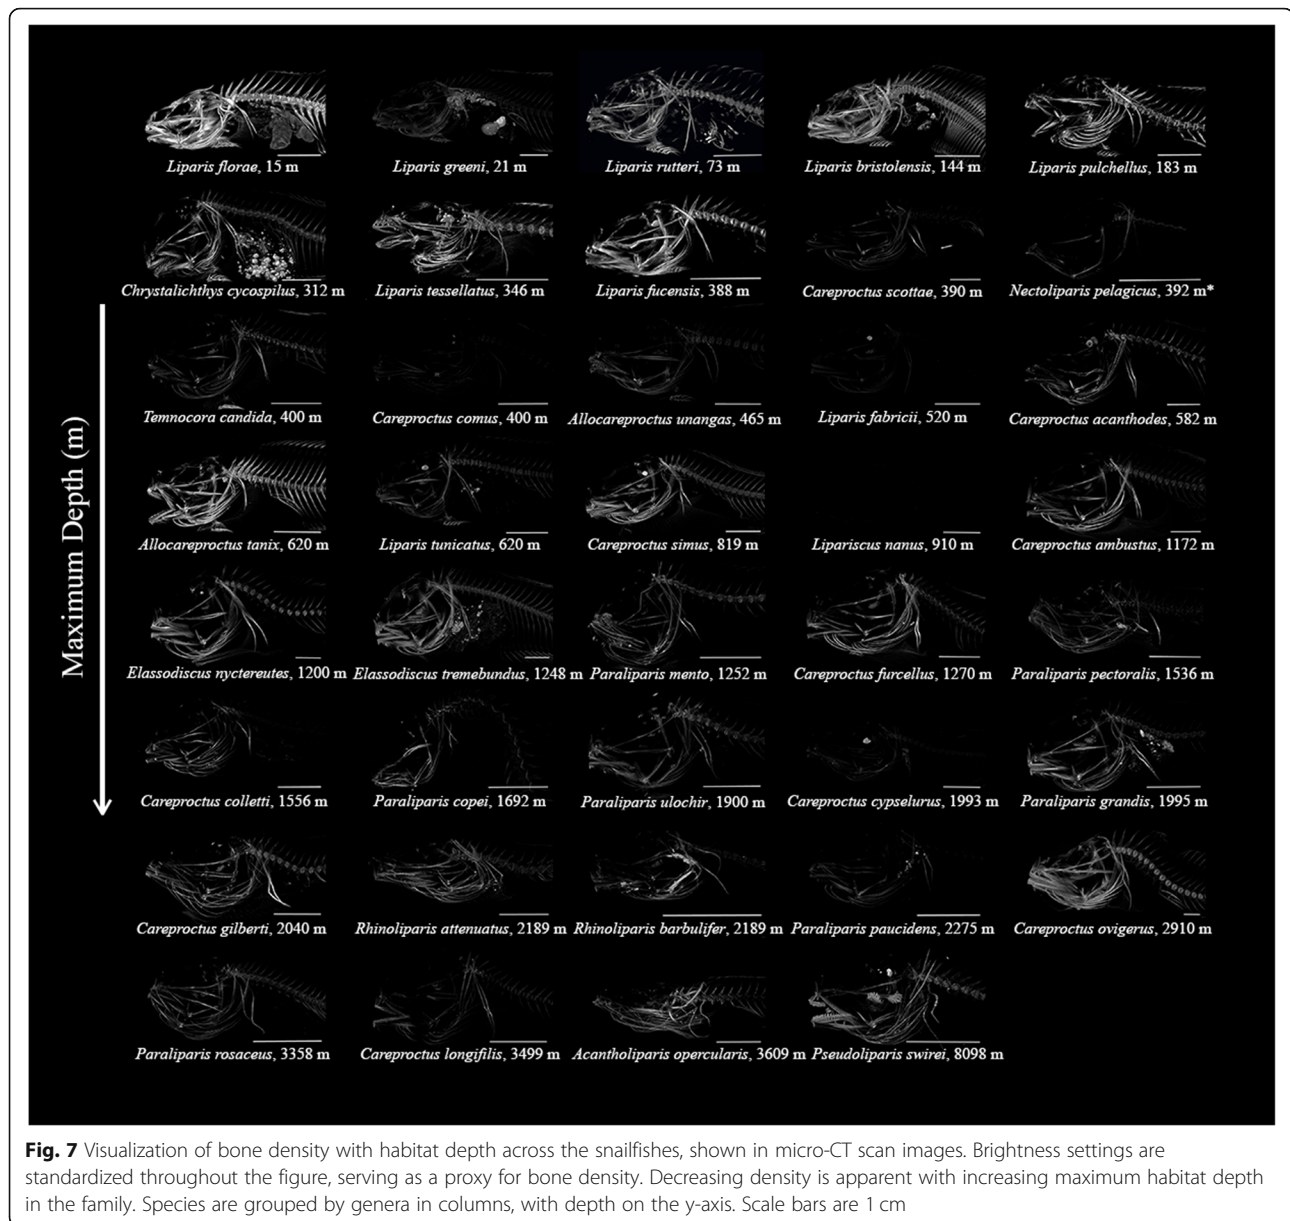 Liparis florae, 15 m
Liparis greeni, 21 m
Liparis rutteri, 73 m
Liparis bristolensis, 144 m
Liparis pulchellus, 183 m
Chrystalichthys cycospilus, 312 m
Liparis tessellatus, 346 m
Liparis fucensis, 388 m
Careproctus scottae, 390 m
Nectoliparis pelagicus, 392 m*
Maximum Depth (m)
Temnocora candida, 400 m
Careproctus comus, 400 m
Allocareproctus unangas, 465 m
Liparis fabricii, 520 m
Careproctus acanthodes, 582 m
Allocareproctus tanix, 620 m
Liparis tunicatus, 620 m
Careproctus simus, 819 m
Lipariscus nanus, 910 m
Careproctus ambustus, 1172 m
Elassodiscus nyctereutes, 1200 m
Elassodiscus tremebundus, 1248 m
Paraliparis mento, 1252 m
Careproctus furcellus, 1270 m
Paraliparis pectoralis, 1536 m
Careproctus colletti, 1556 m
Paraliparis copei, 1692 m
Paraliparis ulochir, 1900 m
Careproctus cypselurus, 1993 m
Paraliparis grandis, 1995 m
Careproctus gilberti, 2040 m
Rhinoliparis attenuatus, 2189 m
Rhinoliparis barbulifer, 2189 m
Paraliparis paucidens, 2275 m
Careproctus ovigerus, 2910 m
Paraliparis rosaceus, 3358 m
Careproctus longifilis, 3499 m
Acantholiparis opercularis, 3609 m
Pseudoliparis swirei, 8098 m
Fig. 7 Visualization of bone density with habitat depth across the snailfishes, shown in micro-CT scan images. Brightness settings are
standardized throughout the figure, serving as a proxy for bone density. Decreasing density is apparent with increasing maximum habitat depth
in the family. Species are grouped by genera in columns, with depth on the y-axis. Scale bars are 1 cm